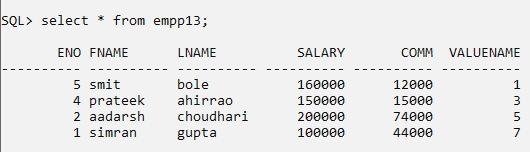 SQL> select * from empp13;
ENO FNAME LNAME SALARY COMM VALUENAME
---------- ---------- ---------- ---------- ---------- ----------
5 smit bole 160000 12000 1
4 prateek ahirrao 150000 15000 3
2 aadarsh choudhari 200000 74000 5
1 simran gupta 100000 44000 7